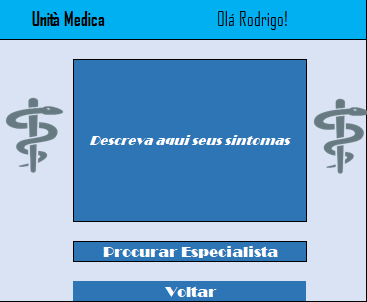 Unità Medica
Olá Rodrigo!
Descreva aqui seus sintomas
Procurar Especialista
Voltar